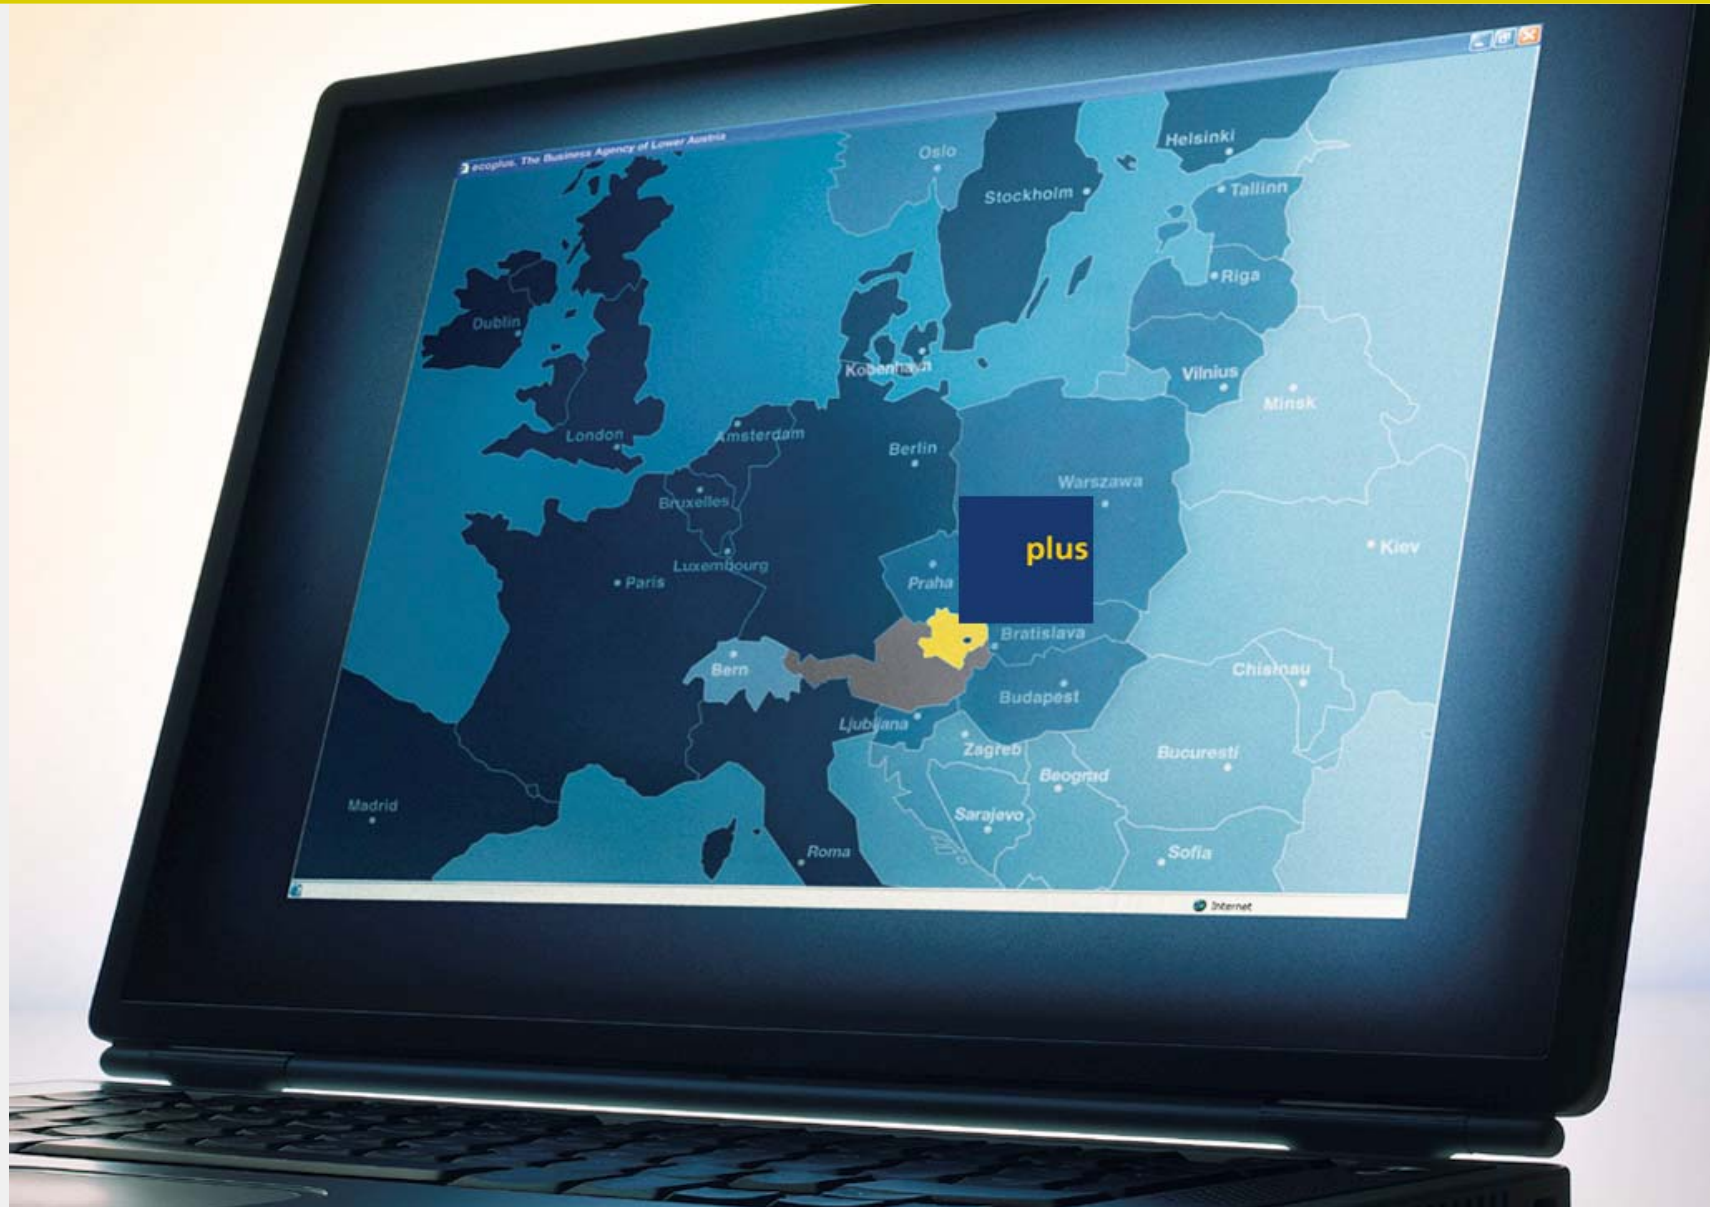 ecoplus. The Business Agency of Lower Austria
Helsinki
Oslo
Stockholm
Tallinn
Riga
Dublin
Kobenhavn
Vilnius
Minsk
London
Amsterdam
Berlin
Warszawa
Bruxelles
plus
Kiev
Luxembourg
Paris
Praha
Bratislava
Bern
Chisinau
Budapest
Ljubljana
Zagreb
Bucuresti
Beograd
Madrid
Sarajevo
Roma
Sofia
Internet